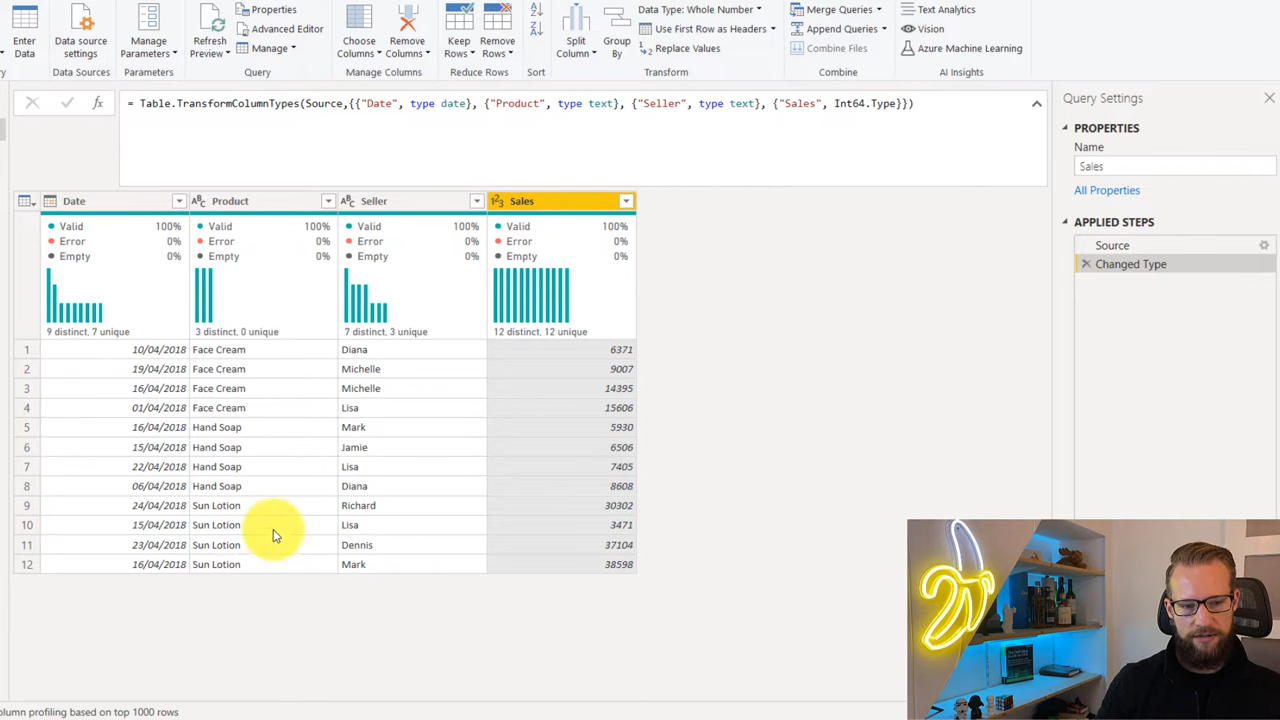 Enter
Data
Data source
settings
Data Sources
Manage
Parameters
Parameters
Refresh
Preview
Properties
Advanced Editor
Manage
Query
Choose
Columns
Remove
Columns
Manage Columns
Keep
Rows
Remove
Rows
Reduce Rows
Sort
Split
Column
Group
By
Data Type: Whole Number
Use First Row as Headers
Replace Values
Transform
Merge Queries
Append Queries
Combine Files
Combine
Text Analytics
Vision
Azure Machine Learning
AI Insights
fx
= Table.TransformColumnTypes(Source,{{"Date", type date}, {"Product", type text}, {"Seller", type text}, {"Sales", Int64.Type}})
Date ABC Product ABC Seller 123 Sales
Valid 100% Valid 100% Valid 100% Valid 100%
Error 0% Error 0% Error 0% Error 0%
Empty 0% Empty 0% Empty 0% Empty 0%
9 distinct, 7 unique 3 distinct, 0 unique 7 distinct, 3 unique 12 distinct, 12 unique
1 10/04/2018 Face Cream Diana 6371
2 19/04/2018 Face Cream Michelle 9007
3 16/04/2018 Face Cream Michelle 14395
4 01/04/2018 Face Cream Lisa 15606
5 16/04/2018 Hand Soap Mark 5930
6 15/04/2018 Hand Soap Jamie 6506
7 22/04/2018 Hand Soap Lisa 7405
8 06/04/2018 Hand Soap Diana 8608
9 24/04/2018 Sun Lotion Richard 30302
10 15/04/2018 Sun Lotion Lisa 3471
11 23/04/2018 Sun Lotion Dennis 37104
12 16/04/2018 Sun Lotion Mark 38598
Query Settings
PROPERTIES
Name
Sales
All Properties
APPLIED STEPS
Source
Changed Type
olumn profiling based on top 1000 rows